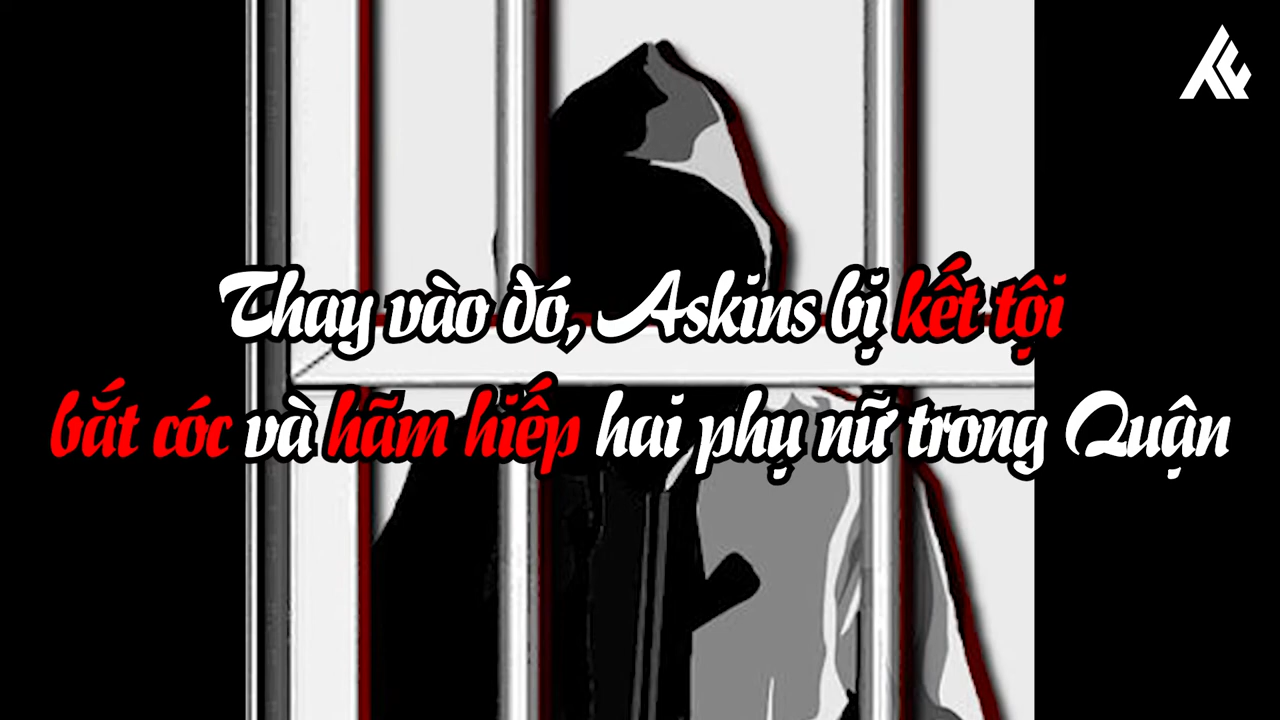 Thay vào đó, Askins bị kết tội
bắt cóc và hãm hiếp hai phụ nữ trong Quận